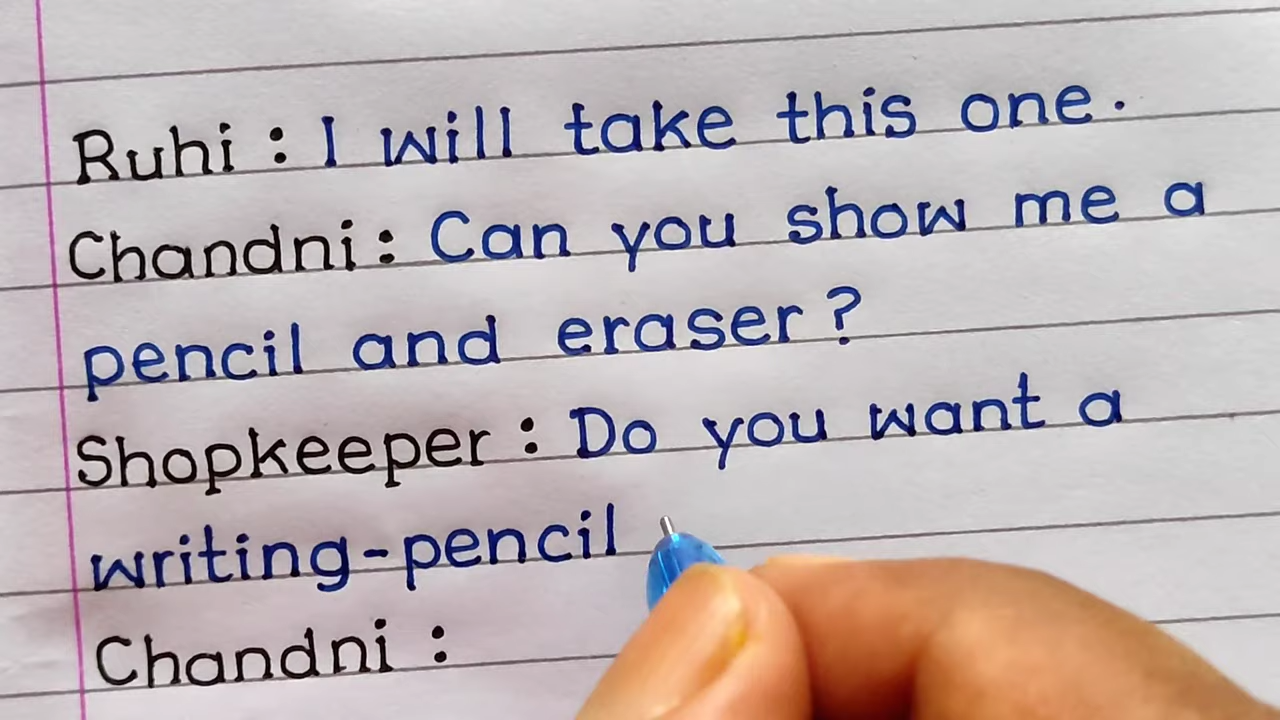 Ruhi : I will take this one.
Chandni : Can you show me a
pencil and eraser ?
Shopkeeper : Do you want a
writing-pencil
Chandni :